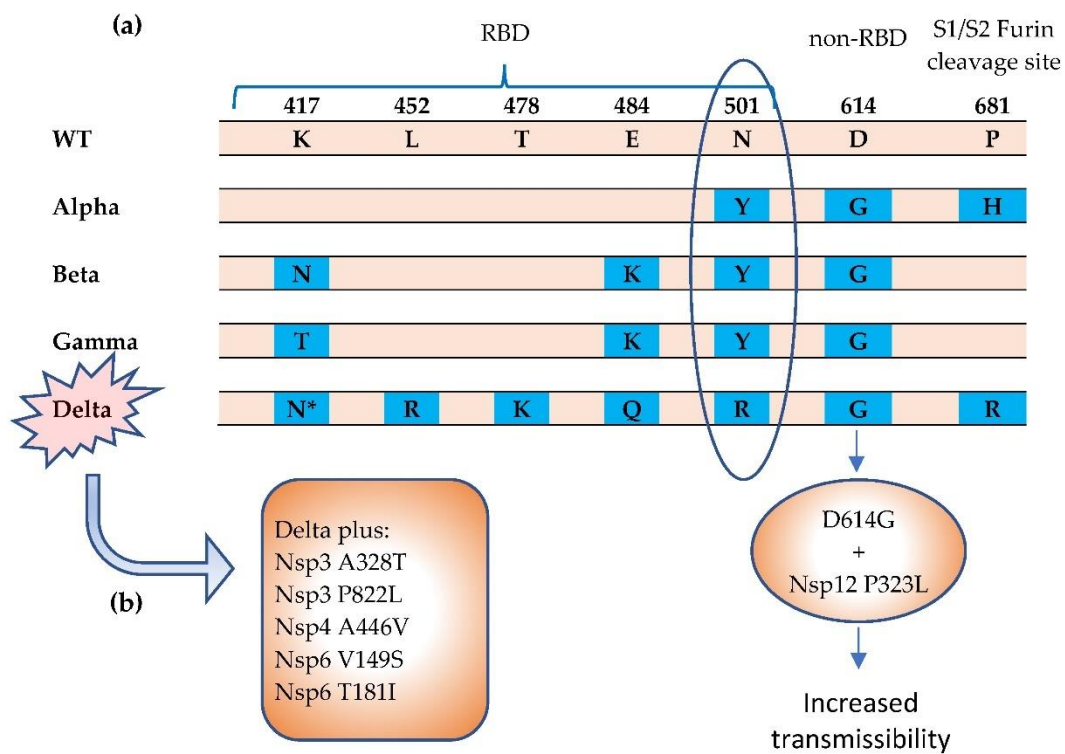 (a)
RBD
non-RBD
S1/S2 Furin
cleavage site
417 452 478 484 501 614 681
WT K L T E N D P
Alpha Y G H
Beta N K Y G
Gamma T K Y G
Delta N* R K Q R G R
(b)
Delta plus:
Nsp3 A328T
Nsp3 P822L
Nsp4 A446V
Nsp6 V149S
Nsp6 T181I
D614G
+
Nsp12 P323L
Increased
transmissibility